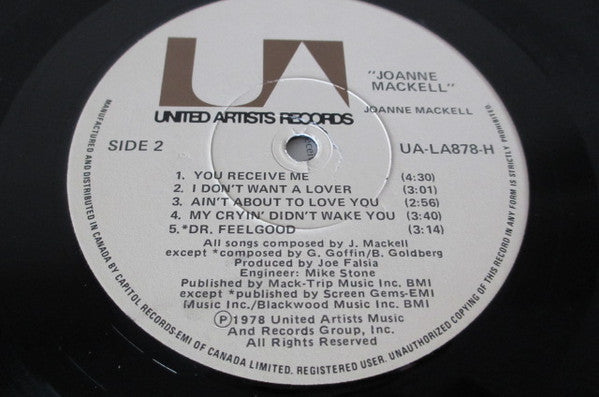 UA
UNITED ARTISTS RECORDS
"JOANNE
MACKELL"
JOANNE MACKELL
SIDE 2
UA-LA878-H
1. YOU RECEIVE ME (4:30)
2. I DON'T WANT A LOVER (3:01)
3. AIN'T ABOUT TO LOVE YOU (2:56)
4. MY CRYIN' DIDN'T WAKE YOU (3:40)
5.*DR. FEELGOOD (3:14)
All songs composed by J. Mackell
except *composed by G. Goffin/B. Goldberg
Produced by Joe Falsia
Engineer: Mike Stone
Published by Mack-Trip Music Inc. BMI
except *published by Screen Gems-EMI
Music Inc./Blackwood Music Inc. BMI
Ⓟ1978 United Artists Music
And Records Group, Inc.
All Rights Reserved
MANUFACTURED AND DISTRIBUTED IN CANADA BY CAPITOL RECORDS-EMI OF CANADA LIMITED. REGISTERED USER. UNAUTHORIZED COPYING OF THIS RECORD IN ANY FORM IS STRICTLY PROHIBITED